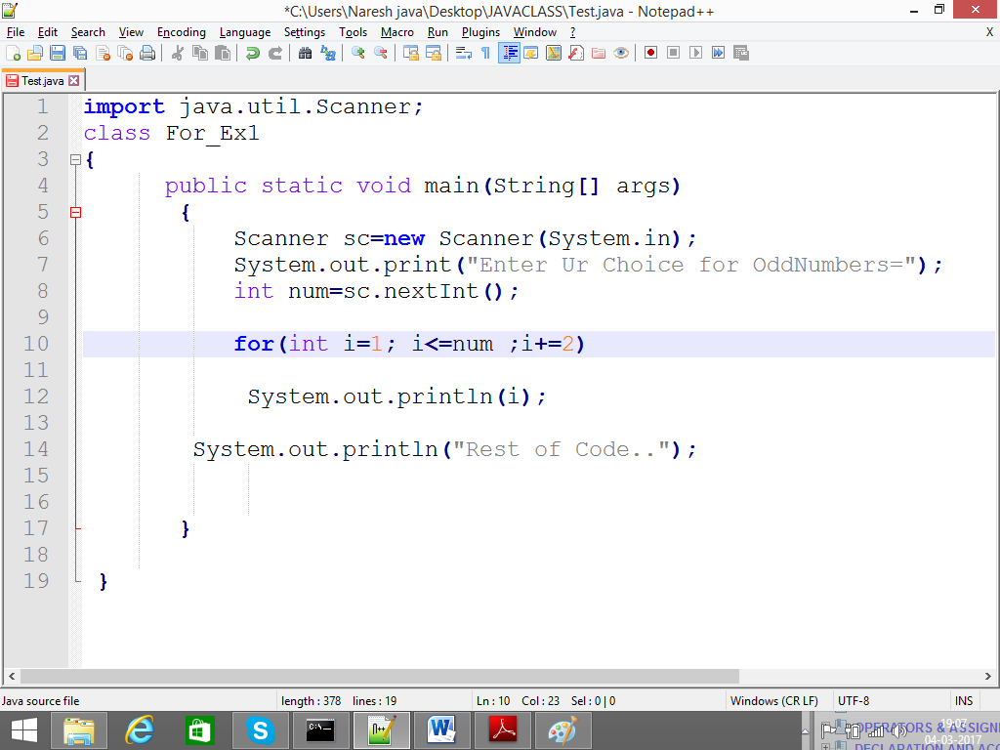 *C:\Users\Naresh java\Desktop\JAVACLASS\Test.java - Notepad++
File Edit Search View Encoding Language Settings Tools Macro Run Plugins Window ? X
Test.java
1 import java.util.Scanner;
2 class For_Ex1
3 {
4 public static void main(String[] args)
5 {
6 Scanner sc=new Scanner(System.in);
7 System.out.print("Enter Ur Choice for OddNumbers=");
8 int num=sc.nextInt();
9
10 for(int i=1; i<=num ;i+=2)
11
12 System.out.println(i);
13
14 System.out.println("Rest of Code..");
15
16
17 }
18
19 }
Java source file length : 378 lines : 19 Ln : 10 Col : 23 Sel : 0 | 0 Windows (CR LF) UTF-8 INS
19:07
OPERATORS & ASSIGN
04-03-2017
DECLARATION AND ACC